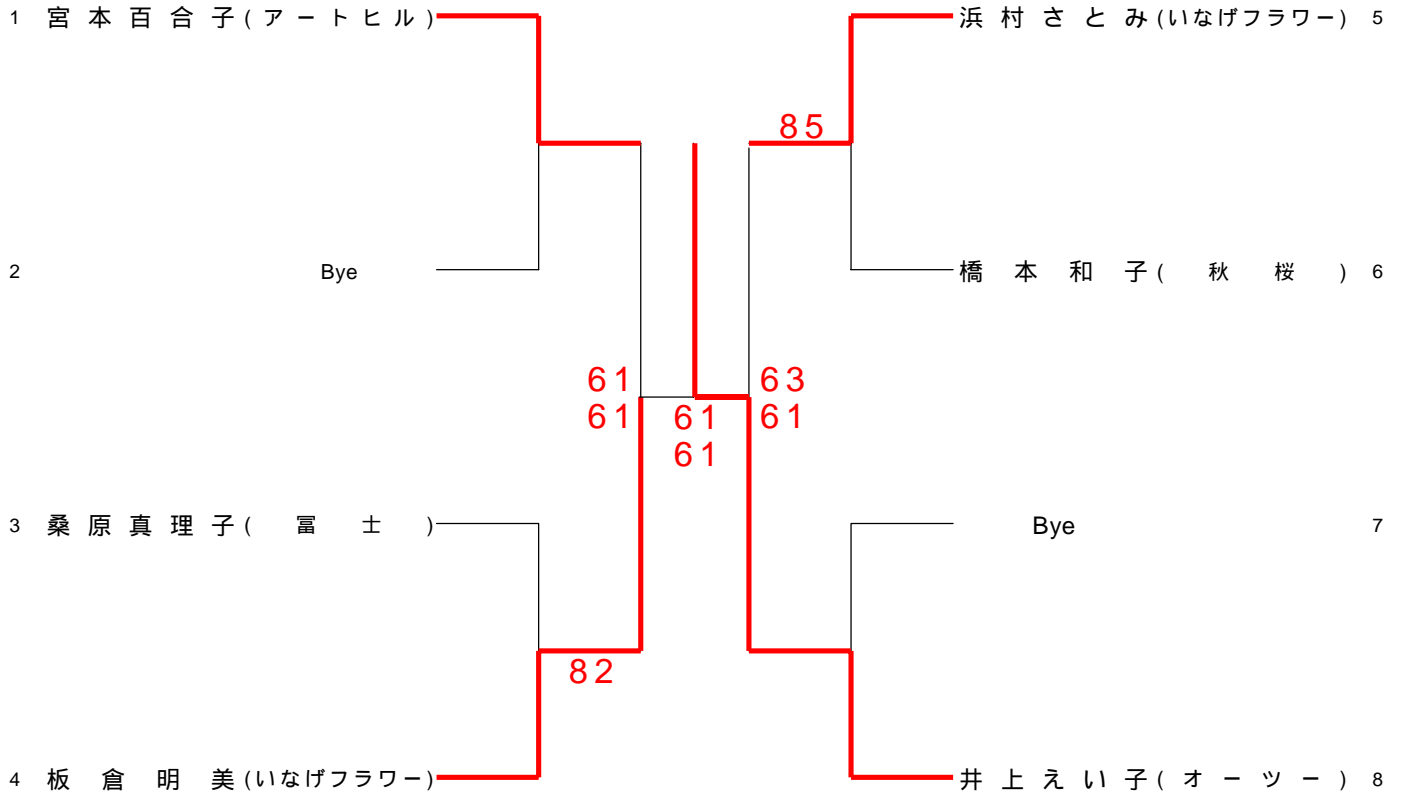 1 宮本百合子(アートヒル)
2 Bye
3 桑原真理子(冨士)
4 板倉明美(いなげフラワー)
82
61
61
61
61
85
63
61
浜村さとみ(いなげフラワー) 5
橋本和子(秋桜) 6
Bye 7
井上えい子(オーツー) 8